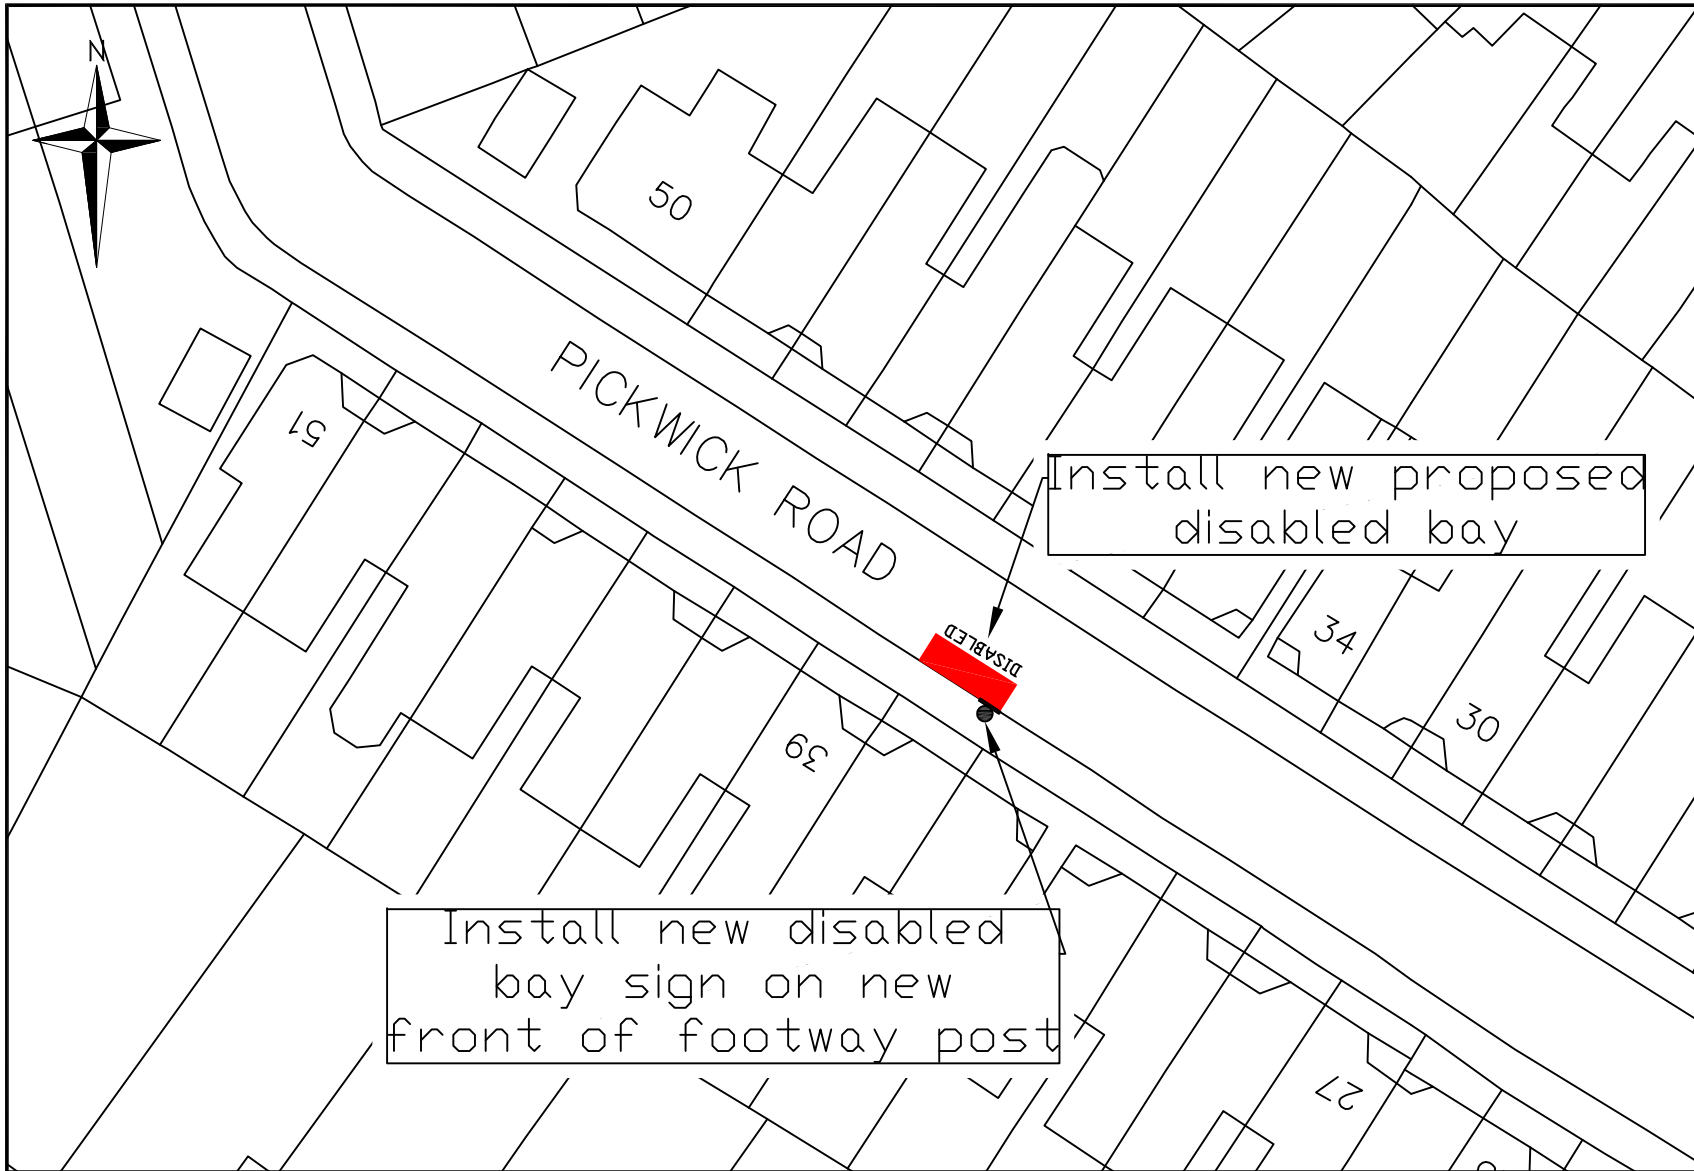 N
50
51
PICKWICK ROAD
Install new proposed
disabled bay
DISABLED
34
30
39
Install new disabled
bay sign on new
front of footway post
27